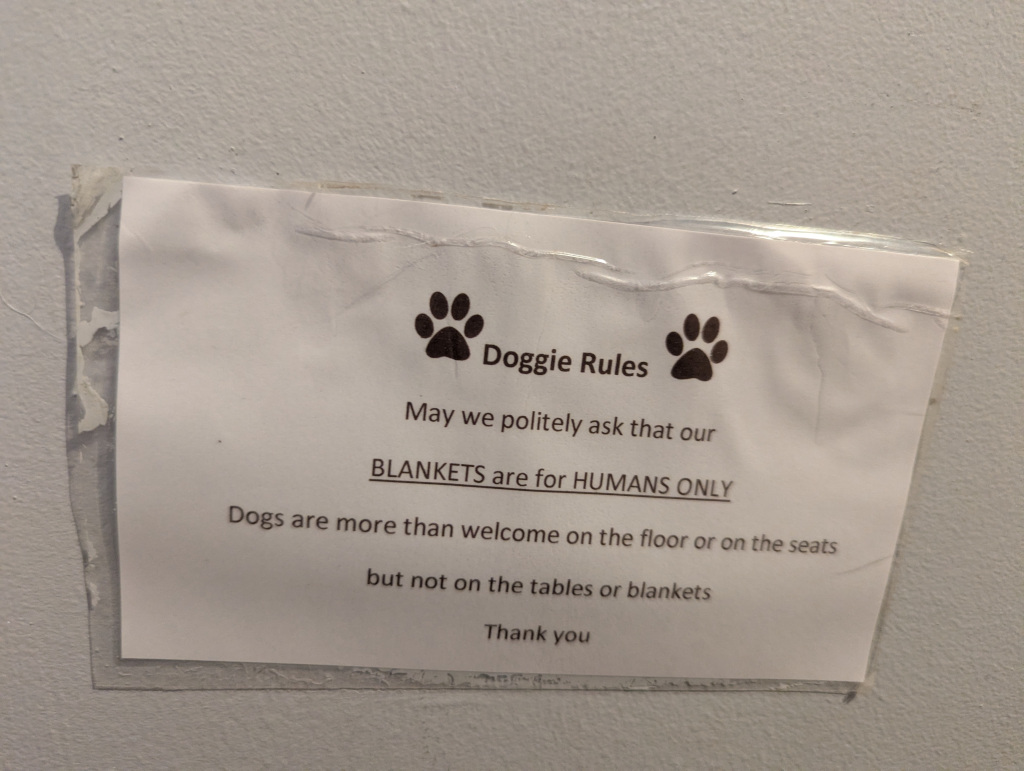 Doggie Rules
May we politely ask that our
BLANKETS are for HUMANS ONLY
Dogs are more than welcome on the floor or on the seats
but not on the tables or blankets
Thank you